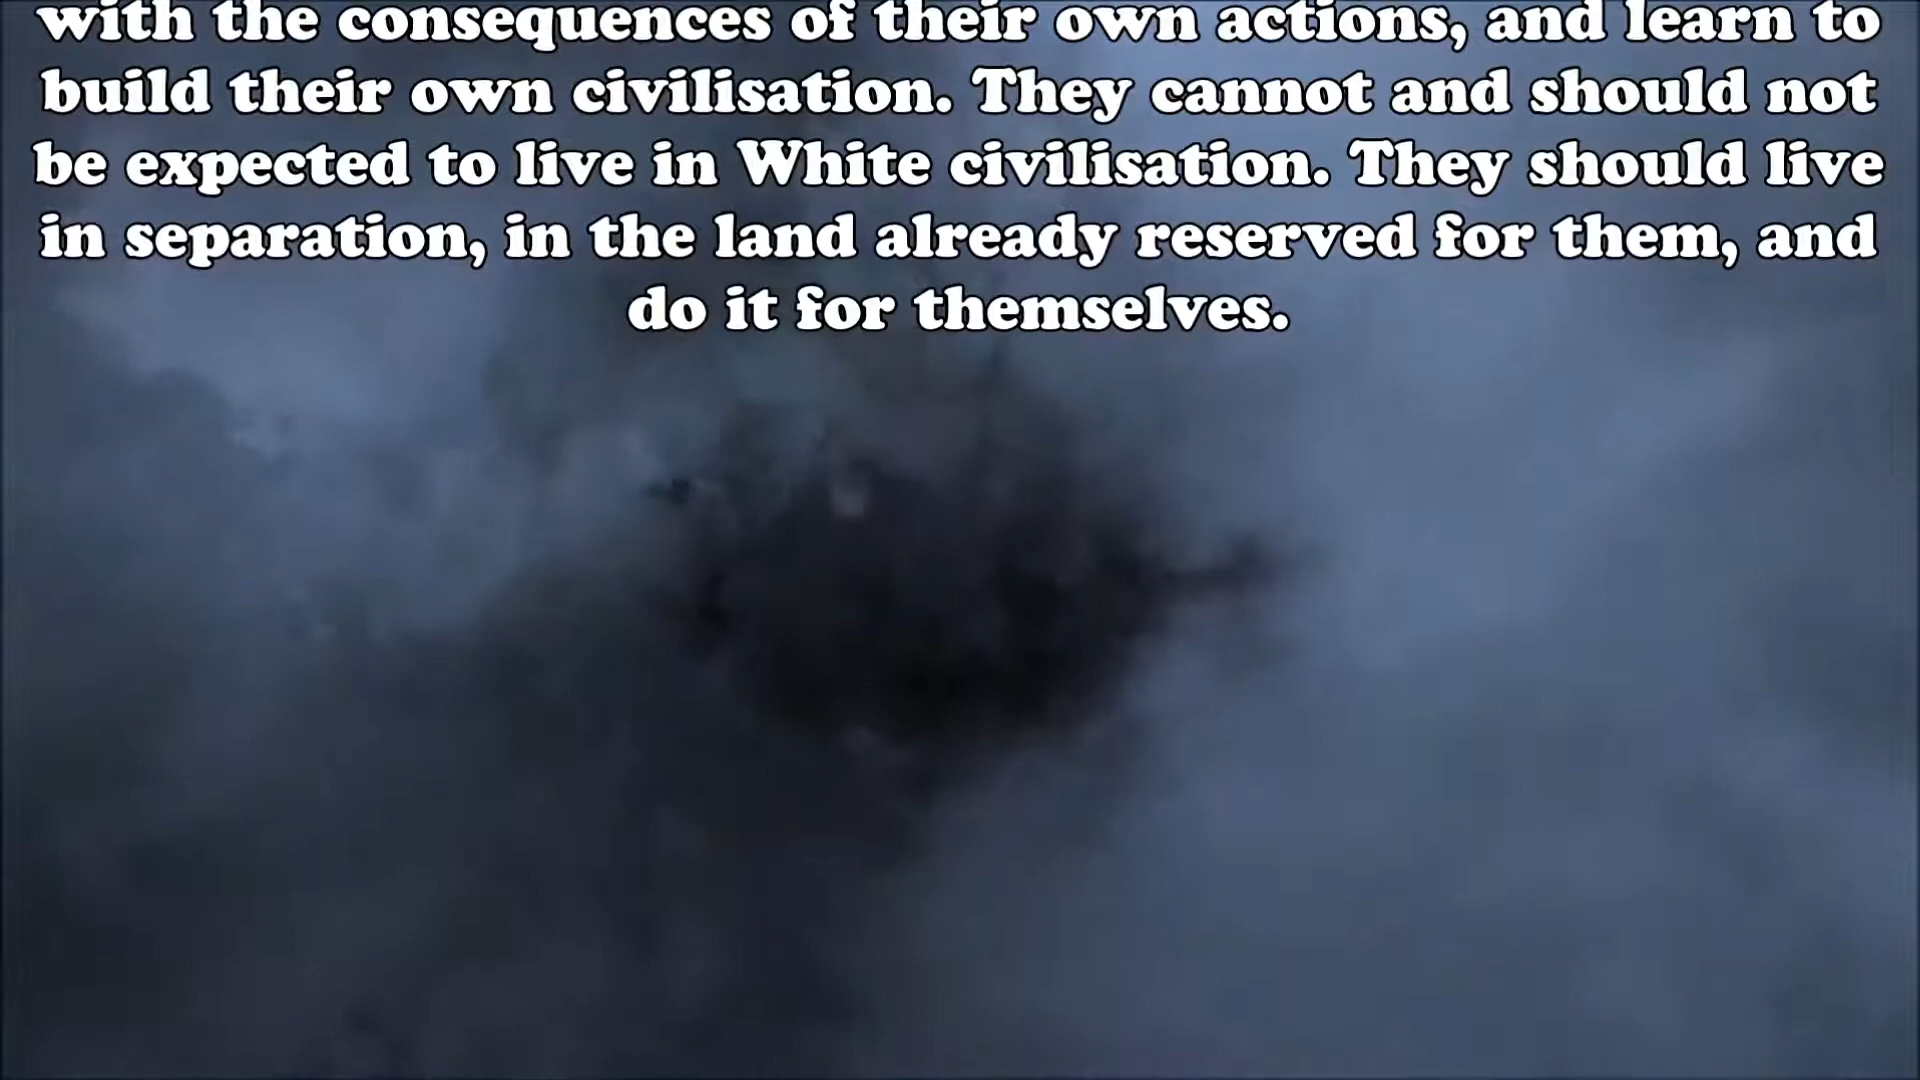 with the consequences of their own actions, and learn to
build their own civilisation. They cannot and should not
be expected to live in White civilisation. They should live
in separation, in the land already reserved for them, and
do it for themselves.